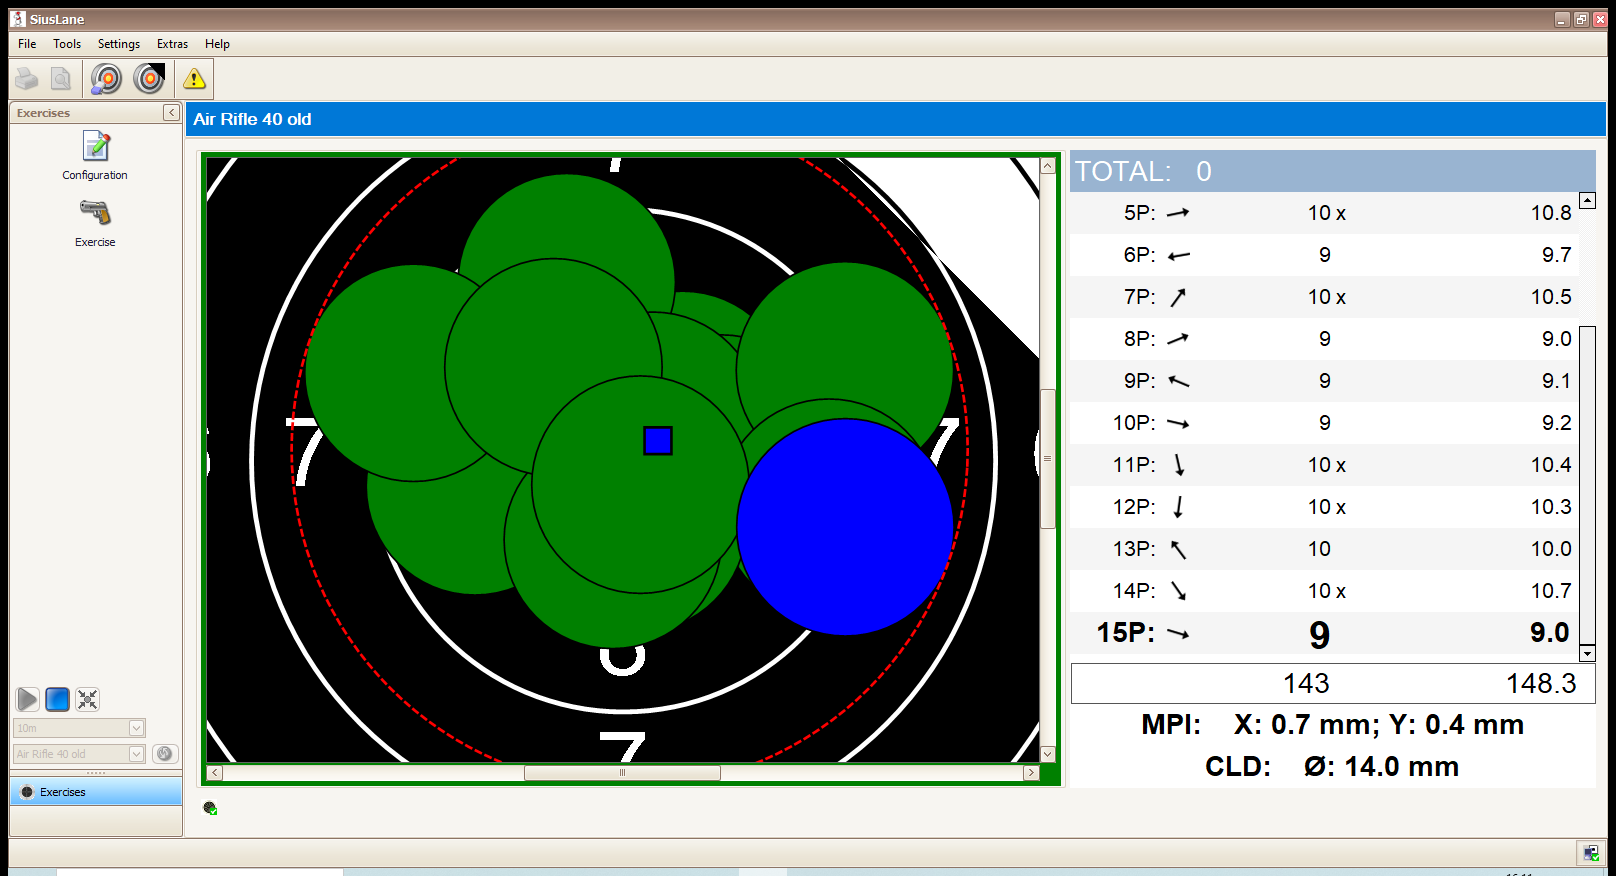 SiusLane
File Tools Settings Extras Help
Exercises
Air Rifle 40 old
Configuration
Exercise
10m
Air Rifle 40 old
Exercises
7
7
7
7
TOTAL: 0
5P: 10 x 10.8
6P: 9 9.7
7P: 10 x 10.5
8P: 9 9.0
9P: 9 9.1
10P: 9 9.2
11P: 10 x 10.4
12P: 10 x 10.3
13P: 10 10.0
14P: 10 x 10.7
15P: 9 9.0
143 148.3
MPI: X: 0.7 mm; Y: 0.4 mm
CLD: Ø: 14.0 mm